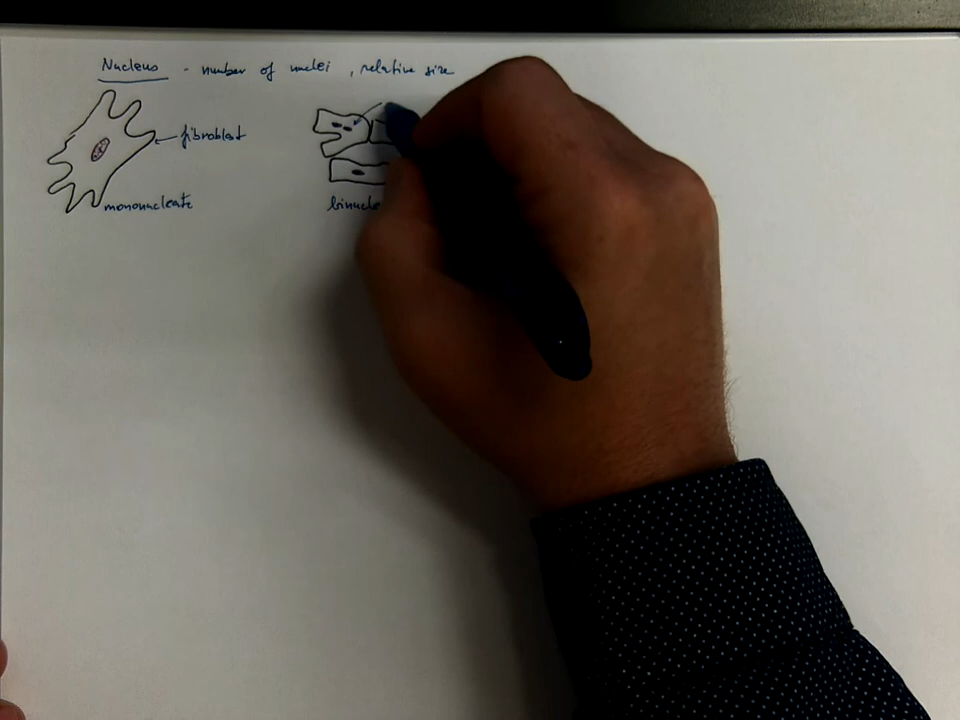 Nucleus - number of nuclei, relative size
fibroblast
mononucleate